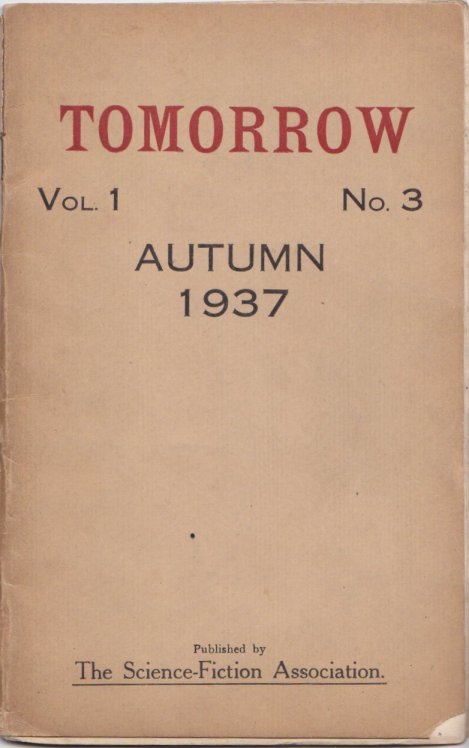 TOMORROW
VOL. 1 NO. 3
AUTUMN
1937
Published by
The Science-Fiction Association.